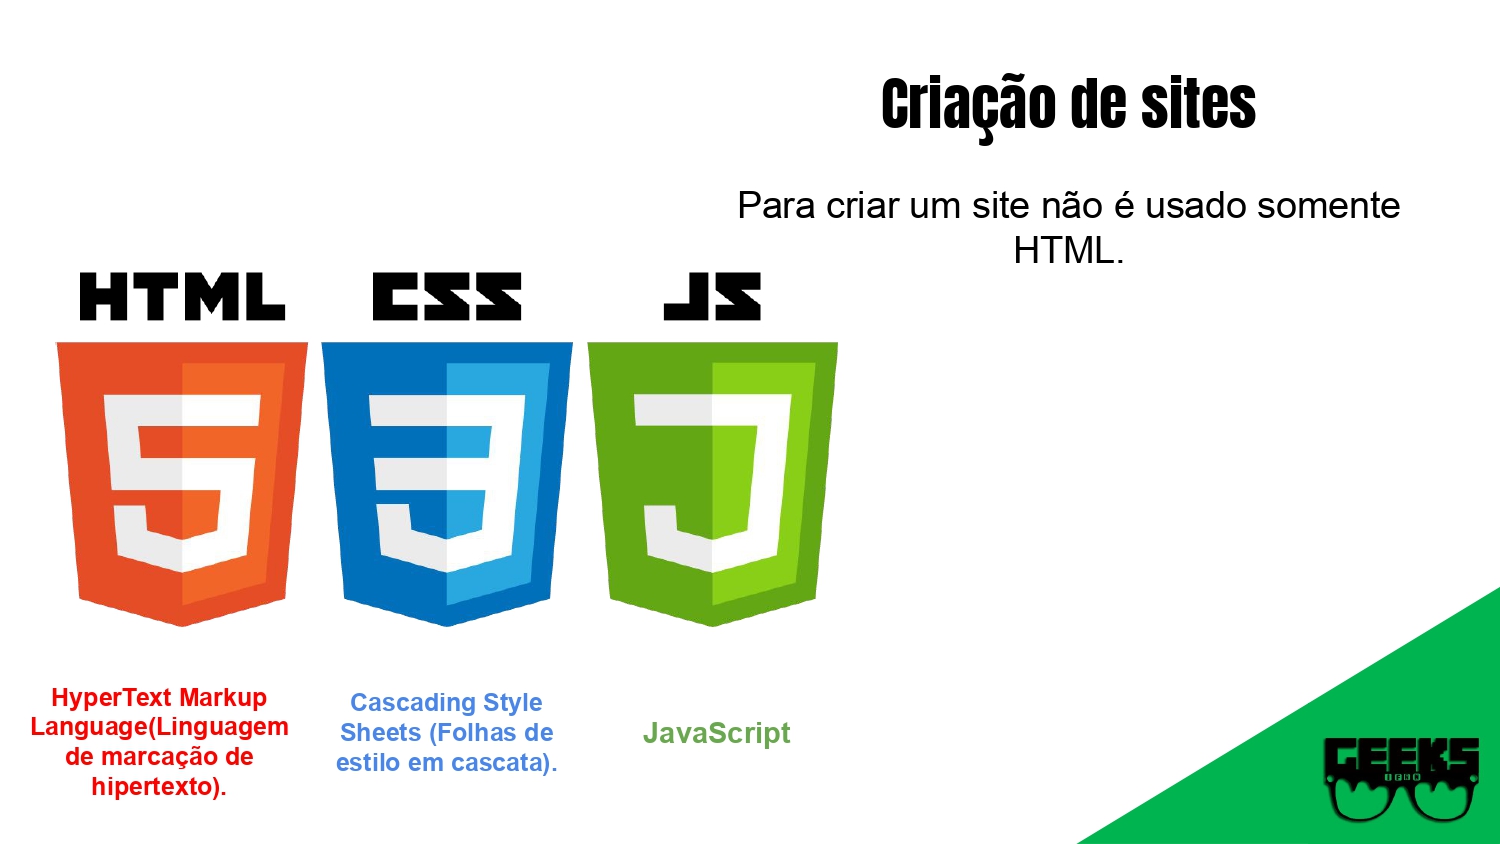 Criação de sites
Para criar um site não é usado somente
HTML.
HTML
CSS
JS
HyperText Markup
Language(Linguagem
de marcação de
hipertexto).
Cascading Style
Sheets (Folhas de
estilo em cascata).
JavaScript
GEEKS